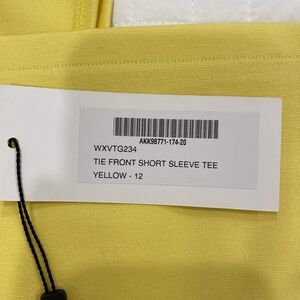 AKK98771-174-20
WXVTG234
TIE FRONT SHORT SLEEVE TEE
YELLOW - 12